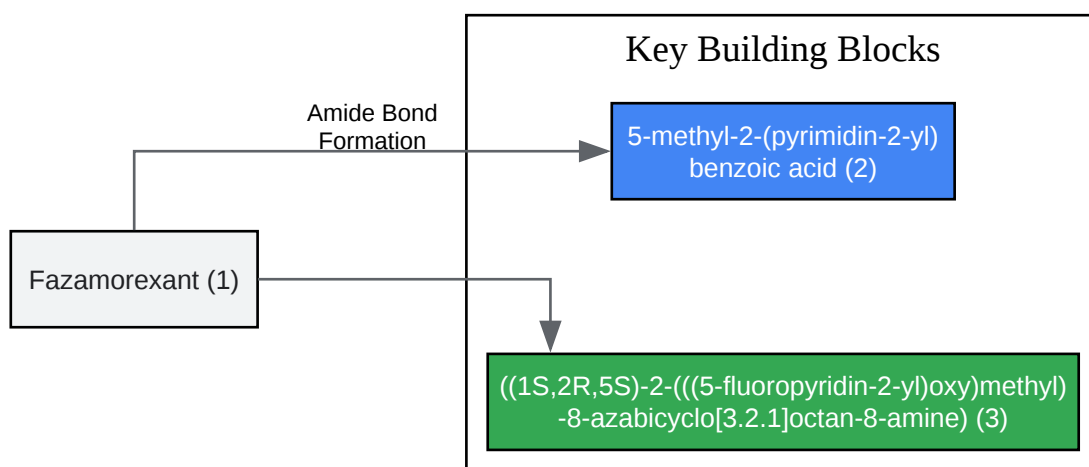 Key Building Blocks
Amide Bond
Formation
5-methyl-2-(pyrimidin-2-yl)
benzoic acid (2)
Fazamorexant (1)
((1S,2R,5S)-2-(((5-fluoropyridin-2-yl)oxy)methyl)
-8-azabicyclo[3.2.1]octan-8-amine) (3)